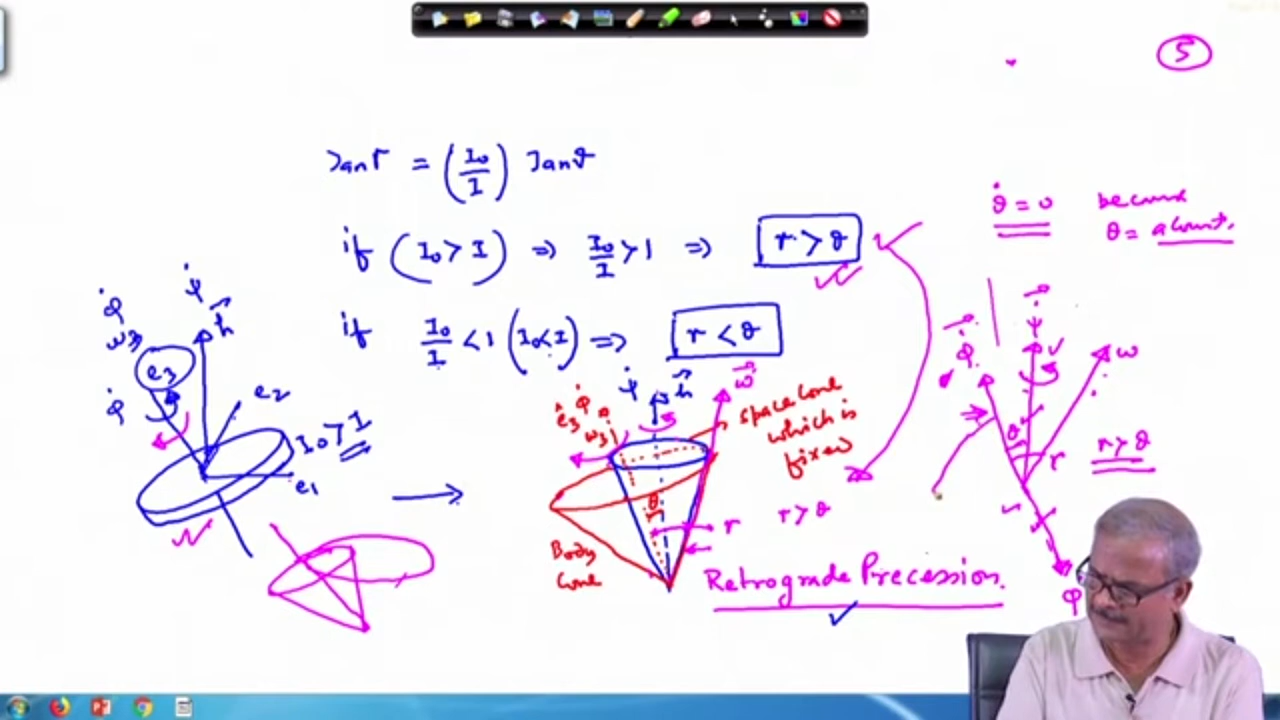 5
Tan r = (I₀/I) Tan θ
if (I₀ > I) ⇒ I₀/I > 1 ⇒ r > θ
if I₀/I < 1 (I₀ < I) ⇒ r < θ
θ̇ = 0 because
θ = a const.
φ̇ ψ̇
ω₃ h⃗
e₃
φ̇ e₂
I₀ > I
e₁
ψ̇ h⃗ ω⃗
e₃ φ̇
ω₃
space cone
which is
fixed
θ
r r > θ
Body
Cone
Retrograde Precession.
φ̇ ψ̇ ω
θ r r > θ
φ